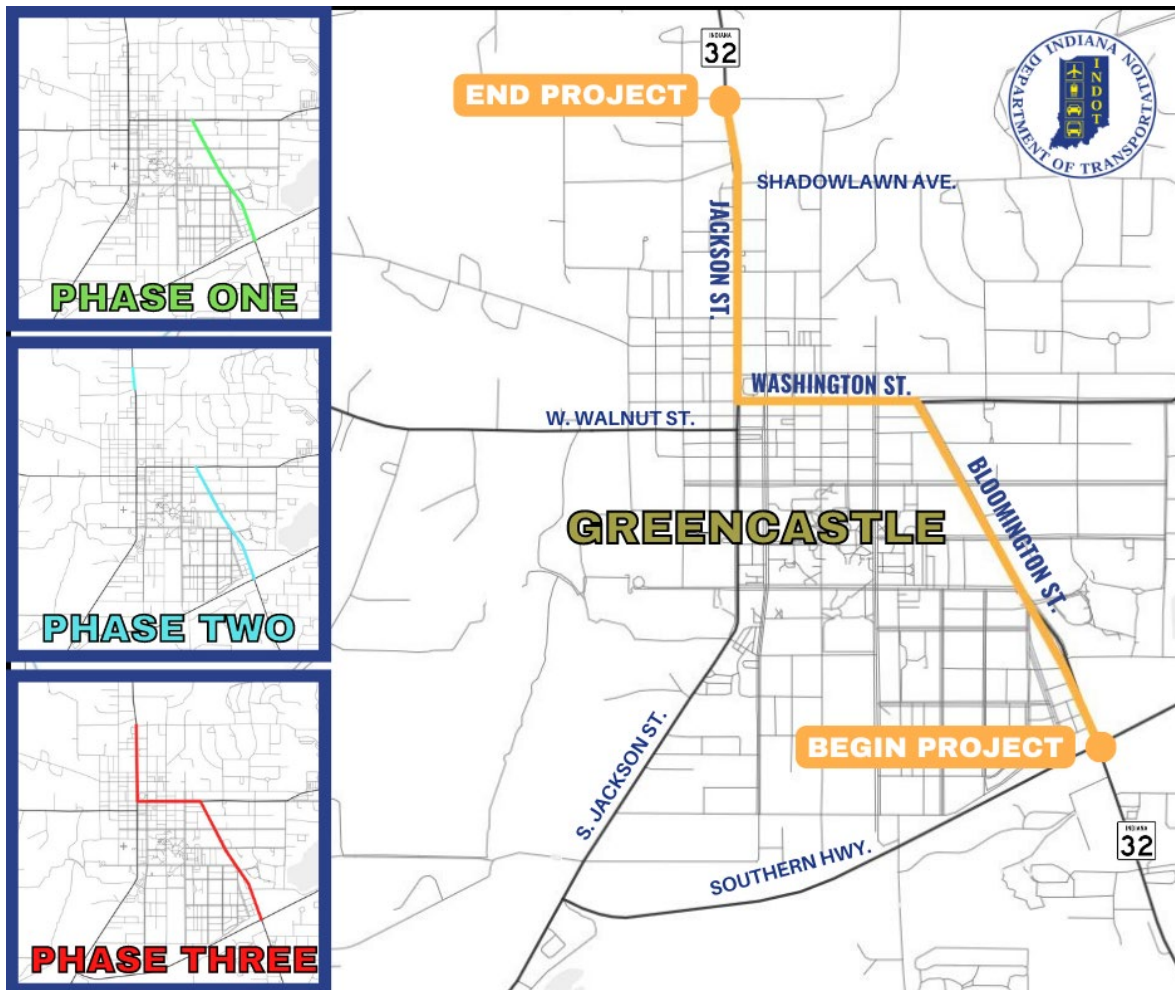 PHASE ONE
PHASE TWO
PHASE THREE
INDIANA
32
END PROJECT
INDIANA DEPARTMENT OF TRANSPORTATION
INDOT
SHADOWLAWN AVE.
JACKSON ST.
WASHINGTON ST.
W. WALNUT ST.
BLOOMINGTON ST.
GREENCASTLE
BEGIN PROJECT
S. JACKSON ST.
SOUTHERN HWY.
INDIANA
32